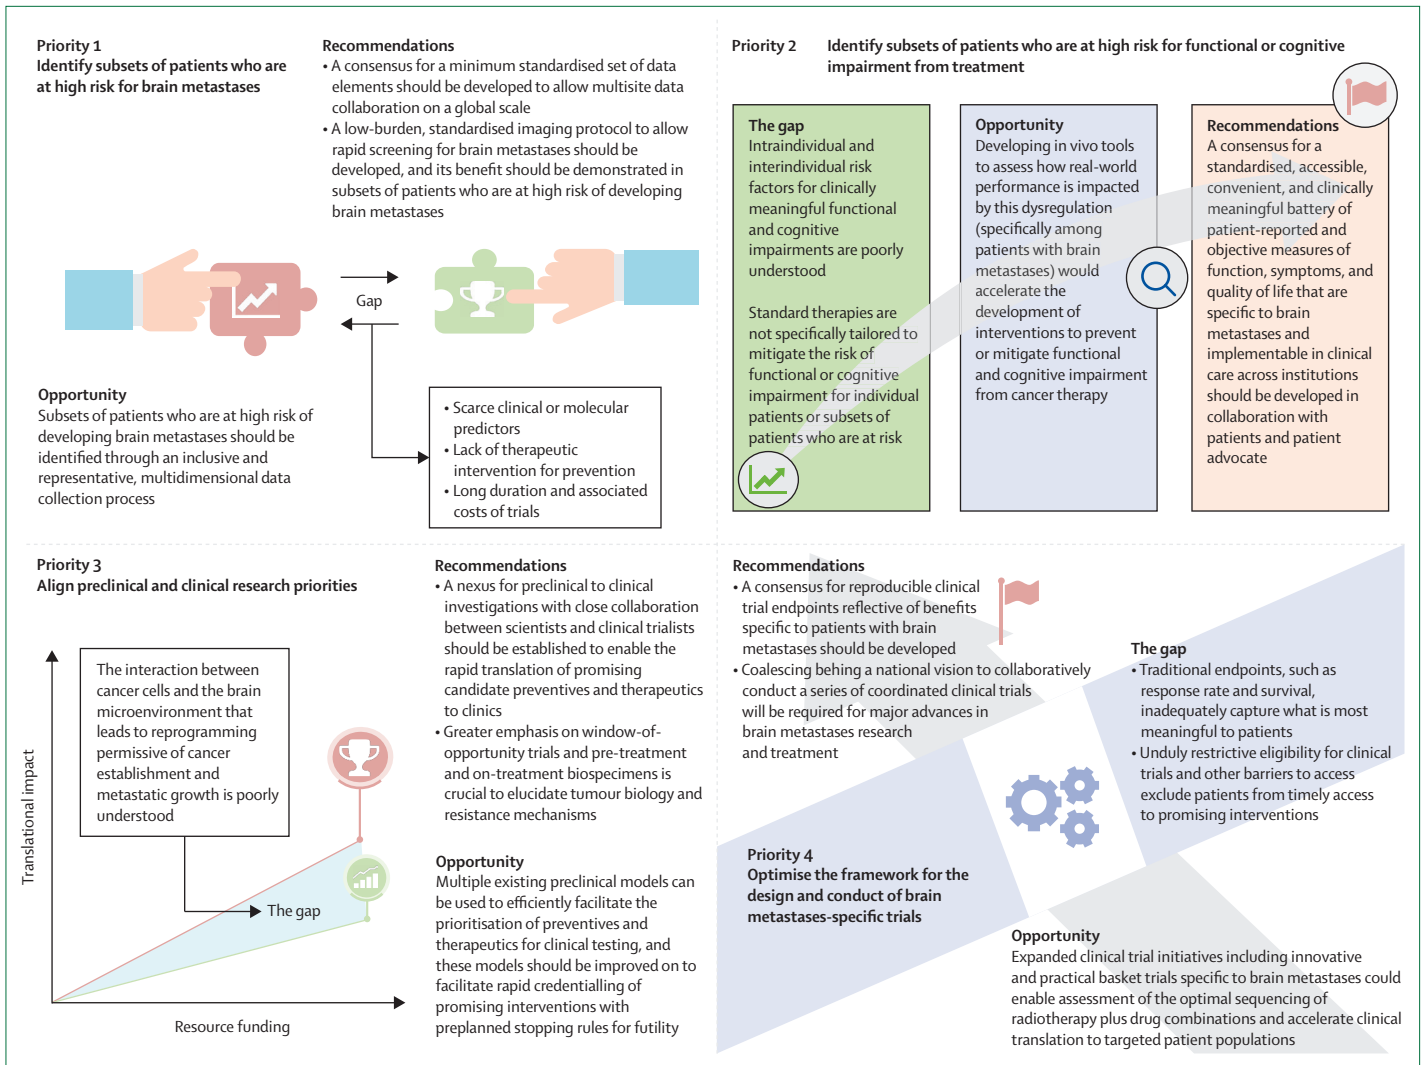 Priority 1
Identify subsets of patients who are
at high risk for brain metastases
Recommendations
• A consensus for a minimum standardised set of data
elements should be developed to allow multisite data
collaboration on a global scale
• A low-burden, standardised imaging protocol to allow
rapid screening for brain metastases should be
developed, and its benefit should be demonstrated in
subsets of patients who are at high risk of developing
brain metastases
Gap
Opportunity
Subsets of patients who are at high risk of
developing brain metastases should be
identified through an inclusive and
representative, multidimensional data
collection process
• Scarce clinical or molecular
predictors
• Lack of therapeutic
intervention for prevention
• Long duration and associated
costs of trials
Priority 2
Identify subsets of patients who are at high risk for functional or cognitive
impairment from treatment
The gap
Intraindividual and
interindividual risk
factors for clinically
meaningful functional
and cognitive
impairments are poorly
understood
Standard therapies are
not specifically tailored to
mitigate the risk of
functional or cognitive
impairment for individual
patients or subsets of
patients who are at risk
Opportunity
Developing in vivo tools
to assess how real-world
performance is impacted
by this dysregulation
(specifically among
patients with brain
metastases) would
accelerate the
development of
interventions to prevent
or mitigate functional
and cognitive impairment
from cancer therapy
Recommendations
A consensus for a
standardised, accessible,
convenient, and clinically
meaningful battery of
patient-reported and
objective measures of
function, symptoms, and
quality of life that are
specific to brain
metastases and
implementable in clinical
care across institutions
should be developed in
collaboration with
patients and patient
advocate
Priority 3
Align preclinical and clinical research priorities
The interaction between
cancer cells and the brain
microenvironment that
leads to reprogramming
permissive of cancer
establishment and
metastatic growth is poorly
understood
The gap
Translational impact
Resource funding
Recommendations
• A nexus for preclinical to clinical
investigations with close collaboration
between scientists and clinical trialists
should be established to enable the
rapid translation of promising
candidate preventives and therapeutics
to clinics
• Greater emphasis on window-of-
opportunity trials and pre-treatment
and on-treatment biospecimens is
crucial to elucidate tumour biology and
resistance mechanisms
Opportunity
Multiple existing preclinical models can
be used to efficiently facilitate the
prioritisation of preventives and
therapeutics for clinical testing, and
these models should be improved on to
facilitate rapid credentialling of
promising interventions with
preplanned stopping rules for futility
Recommendations
• A consensus for reproducible clinical
trial endpoints reflective of benefits
specific to patients with brain
metastases should be developed
• Coalescing behing a national vision to collaboratively
conduct a series of coordinated clinical trials
will be required for major advances in
brain metastases research
and treatment
The gap
• Traditional endpoints, such as
response rate and survival,
inadequately capture what is most
meaningful to patients
• Unduly restrictive eligibility for clinical
trials and other barriers to access
exclude patients from timely access
to promising interventions
Priority 4
Optimise the framework for the
design and conduct of brain
metastases-specific trials
Opportunity
Expanded clinical trial initiatives including innovative
and practical basket trials specific to brain metastases could
enable assessment of the optimal sequencing of
radiotherapy plus drug combinations and accelerate clinical
translation to targeted patient populations